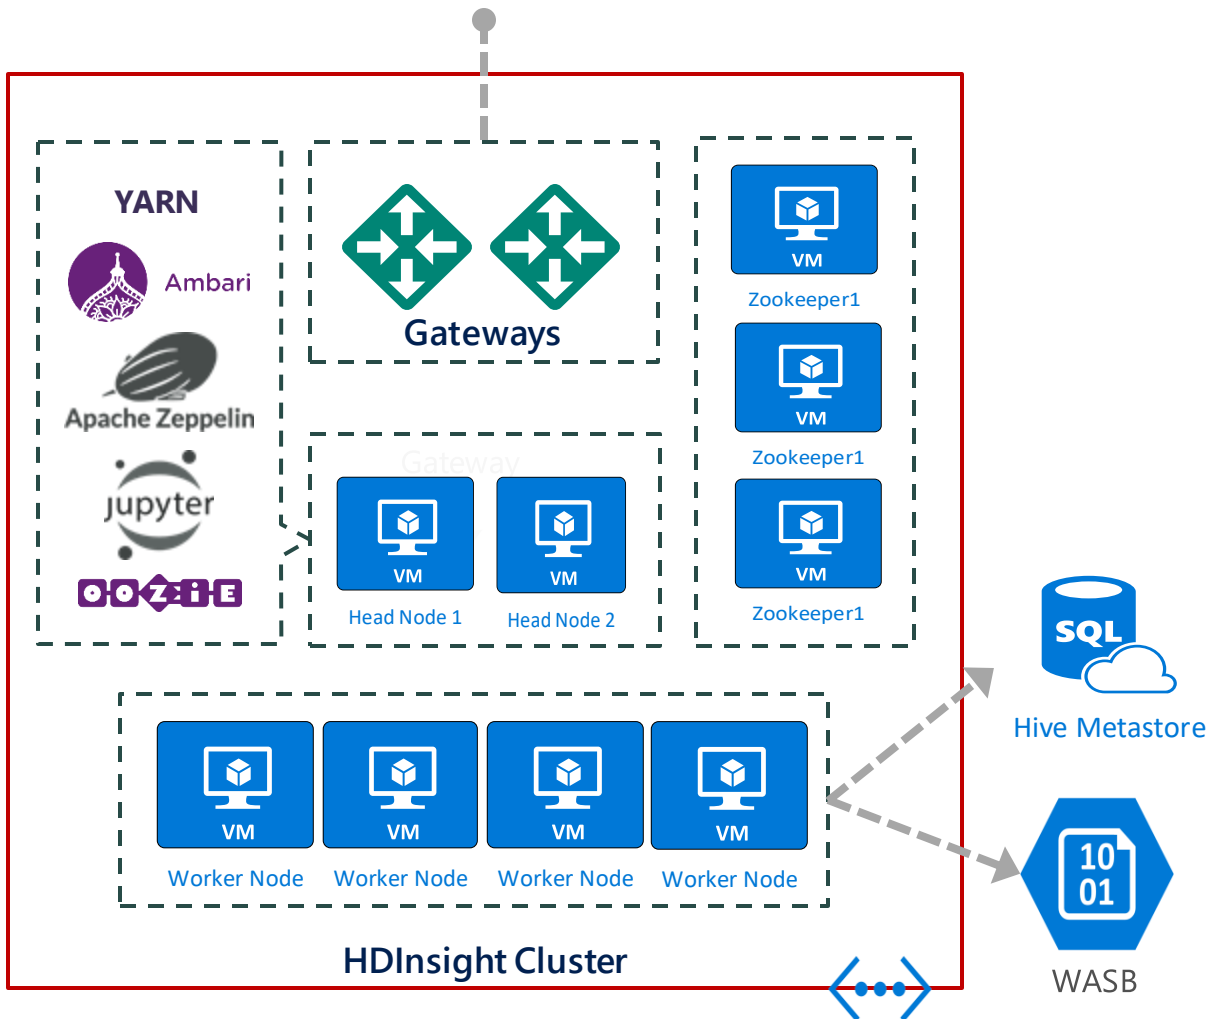 YARN
Ambari
Apache Zeppelin
jupyter
OOZIE
Gateways
VM
Zookeeper1
VM
Zookeeper1
VM
Zookeeper1
Gateway
VM
Head Node 1
VM
Head Node 2
VM
Worker Node
VM
Worker Node
VM
Worker Node
VM
Worker Node
HDInsight Cluster
SQL
Hive Metastore
10
01
WASB